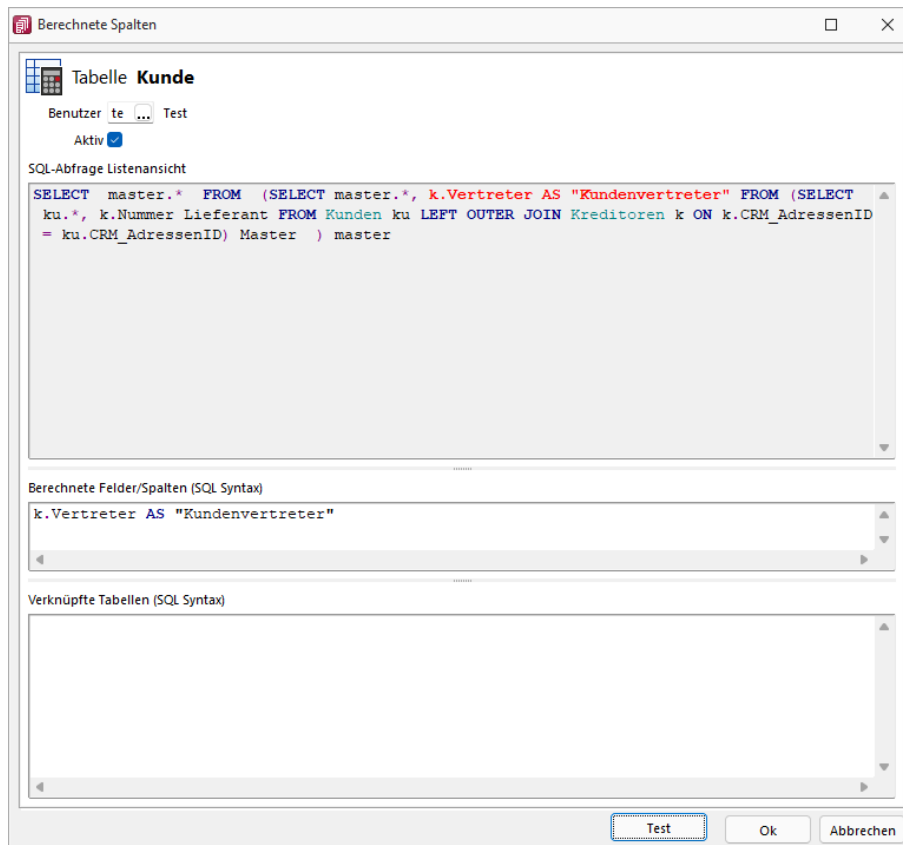 Berechnete Spalten
Tabelle Kunde
Benutzer te ... Test
Aktiv
SQL-Abfrage Listenansicht
SELECT  master.*  FROM  (SELECT master.*, k.Vertreter AS "Kundenvertreter" FROM (SELECT
ku.*, k.Nummer Lieferant FROM Kunden ku LEFT OUTER JOIN Kreditoren k ON k.CRM_AdressenID
= ku.CRM_AdressenID) Master  ) master
Berechnete Felder/Spalten (SQL Syntax)
k.Vertreter AS "Kundenvertreter"
Verknüpfte Tabellen (SQL Syntax)
Test Ok Abbrechen